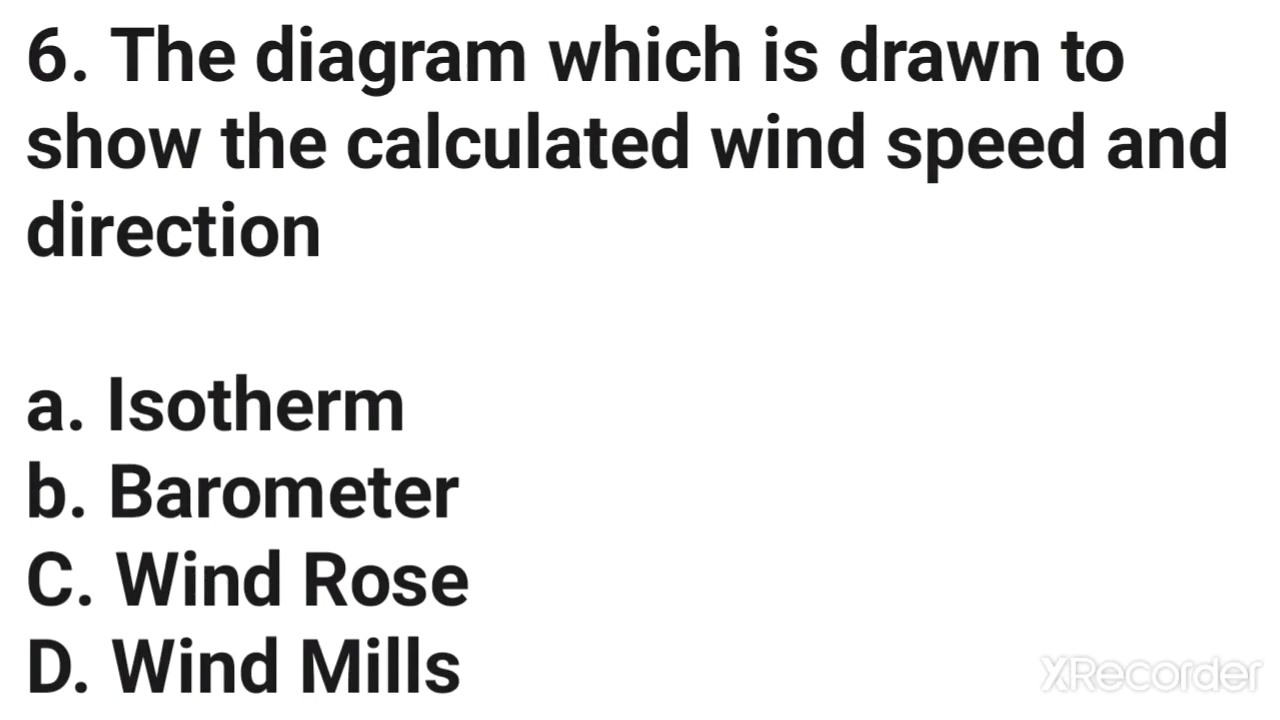 6. The diagram which is drawn to
show the calculated wind speed and
direction
a. Isotherm
b. Barometer
C. Wind Rose
D. Wind Mills
XRecorder